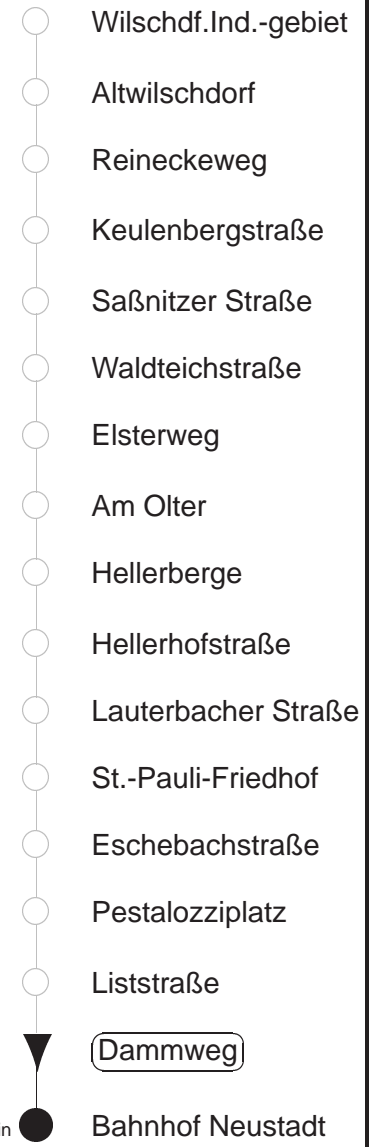 Wilschdf.Ind.-gebiet
Altwilschdorf
Reineckeweg
Keulenbergstraße
Saßnitzer Straße
Waldteichstraße
Elsterweg
Am Olter
Hellerberge
Hellerhofstraße
Lauterbacher Straße
St.-Pauli-Friedhof
Eschebachstraße
Pestalozziplatz
Liststraße
Dammweg
Bahnhof Neustadt